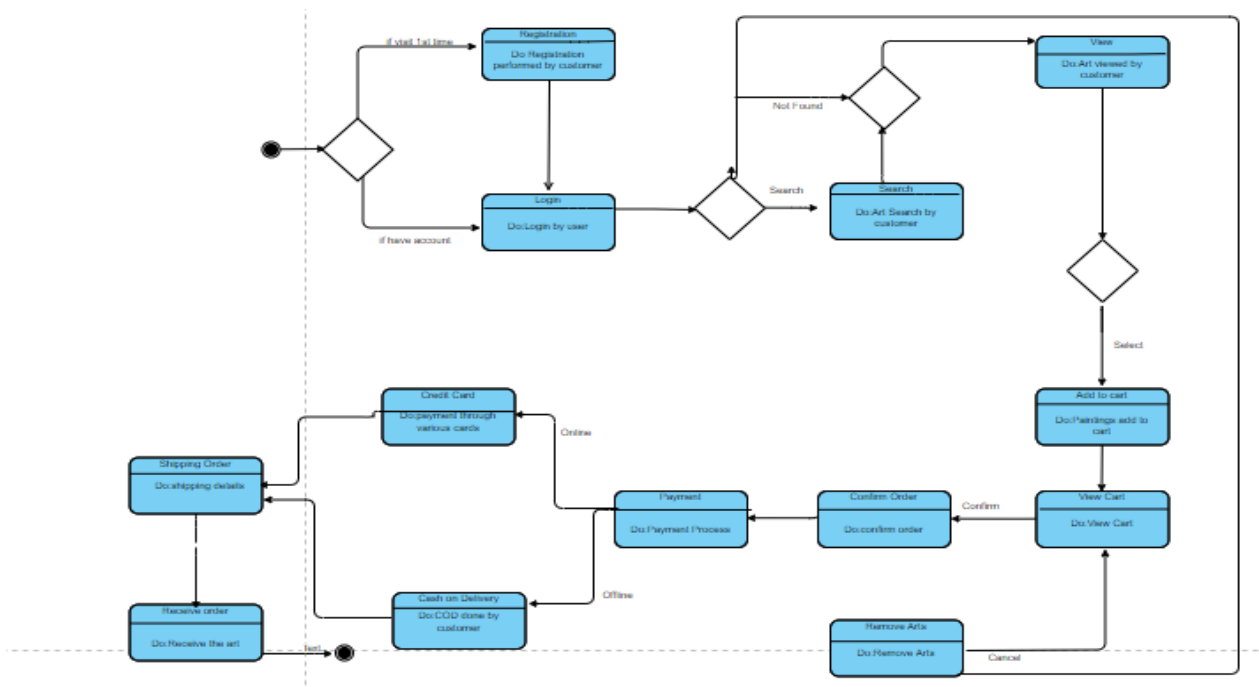 if visit 1st time
Registration
Do:Registration
performed by customer
View
Do:Art viewed by
customer
Not Found
Search
Search
Do:Art Search by
customer
Login
Do:Login by user
if have account
Select
Credit Card
Do:payment through
various cards
Online
Add to cart
Do:Paintings add to
cart
Shipping Order
Do:shipping details
Payment
Do:Payment Process
Confirm Order
Do:confirm order
Confirm
View Cart
Do:View Cart
Cash on Delivery
Do:COD done by
customer
Offline
Receive order
Do:Receive the art
Remove Arts
Do:Remove Arts
Cancel